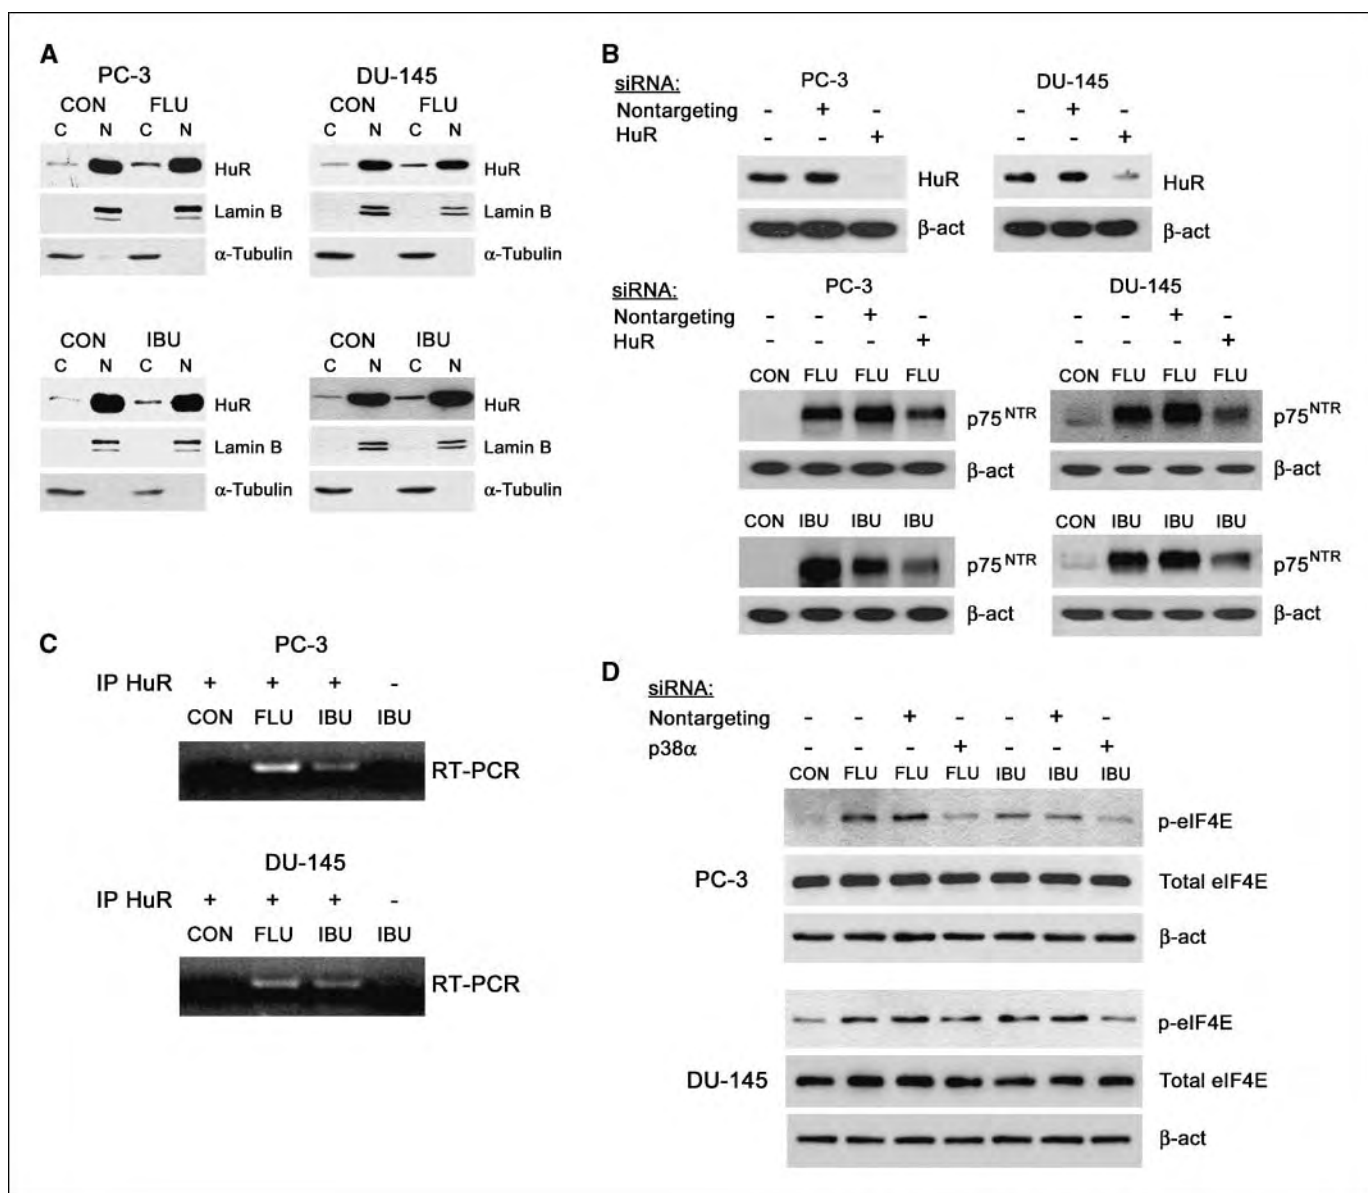 A
PC-3 DU-145
CON FLU CON FLU
C N C N C N C N
HuR HuR
Lamin B Lamin B
α-Tubulin α-Tubulin
CON IBU CON IBU
C N C N C N C N
HuR HuR
Lamin B Lamin B
α-Tubulin α-Tubulin
B
siRNA: PC-3 DU-145
Nontargeting - + - - + -
HuR - - + - - +
HuR HuR
β-act β-act
siRNA: PC-3 DU-145
Nontargeting - - + - - - + -
HuR - - - + - - - +
CON FLU FLU FLU CON FLU FLU FLU
p75NTR p75NTR
β-act β-act
CON IBU IBU IBU CON IBU IBU IBU
p75NTR p75NTR
β-act β-act
C
PC-3
IP HuR + + + -
CON FLU IBU IBU
RT-PCR
DU-145
IP HuR + + + -
CON FLU IBU IBU
RT-PCR
D
siRNA:
Nontargeting - - + - - + -
p38α - - - + - - +
CON FLU FLU FLU IBU IBU IBU
p-eIF4E
PC-3 Total eIF4E
β-act
p-eIF4E
DU-145 Total eIF4E
β-act